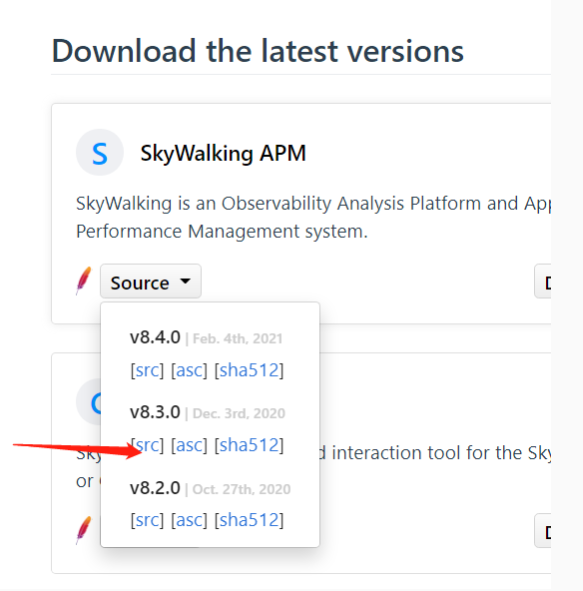 Download the latest versions
S SkyWalking APM
SkyWalking is an Observability Analysis Platform and App
Performance Management system.
Source
D
v8.4.0 | Feb. 4th, 2021
[src] [asc] [sha512]
v8.3.0 | Dec. 3rd, 2020
[src] [asc] [sha512]
Sky d interaction tool for the Sky
or
v8.2.0 | Oct. 27th, 2020
[src] [asc] [sha512]
D